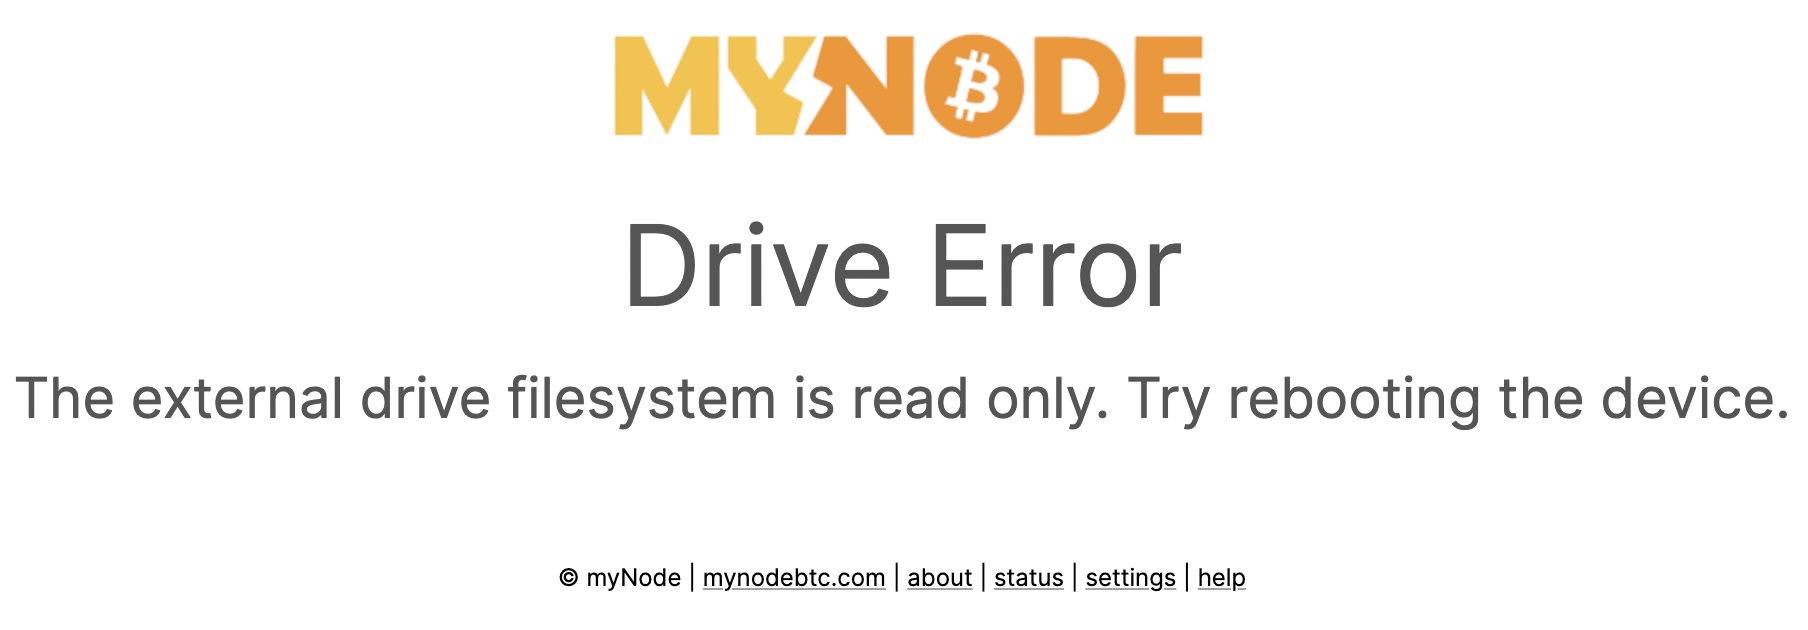 MYNODE
Drive Error
The external drive filesystem is read only. Try rebooting the device.
© myNode | mynodebtc.com | about | status | settings | help